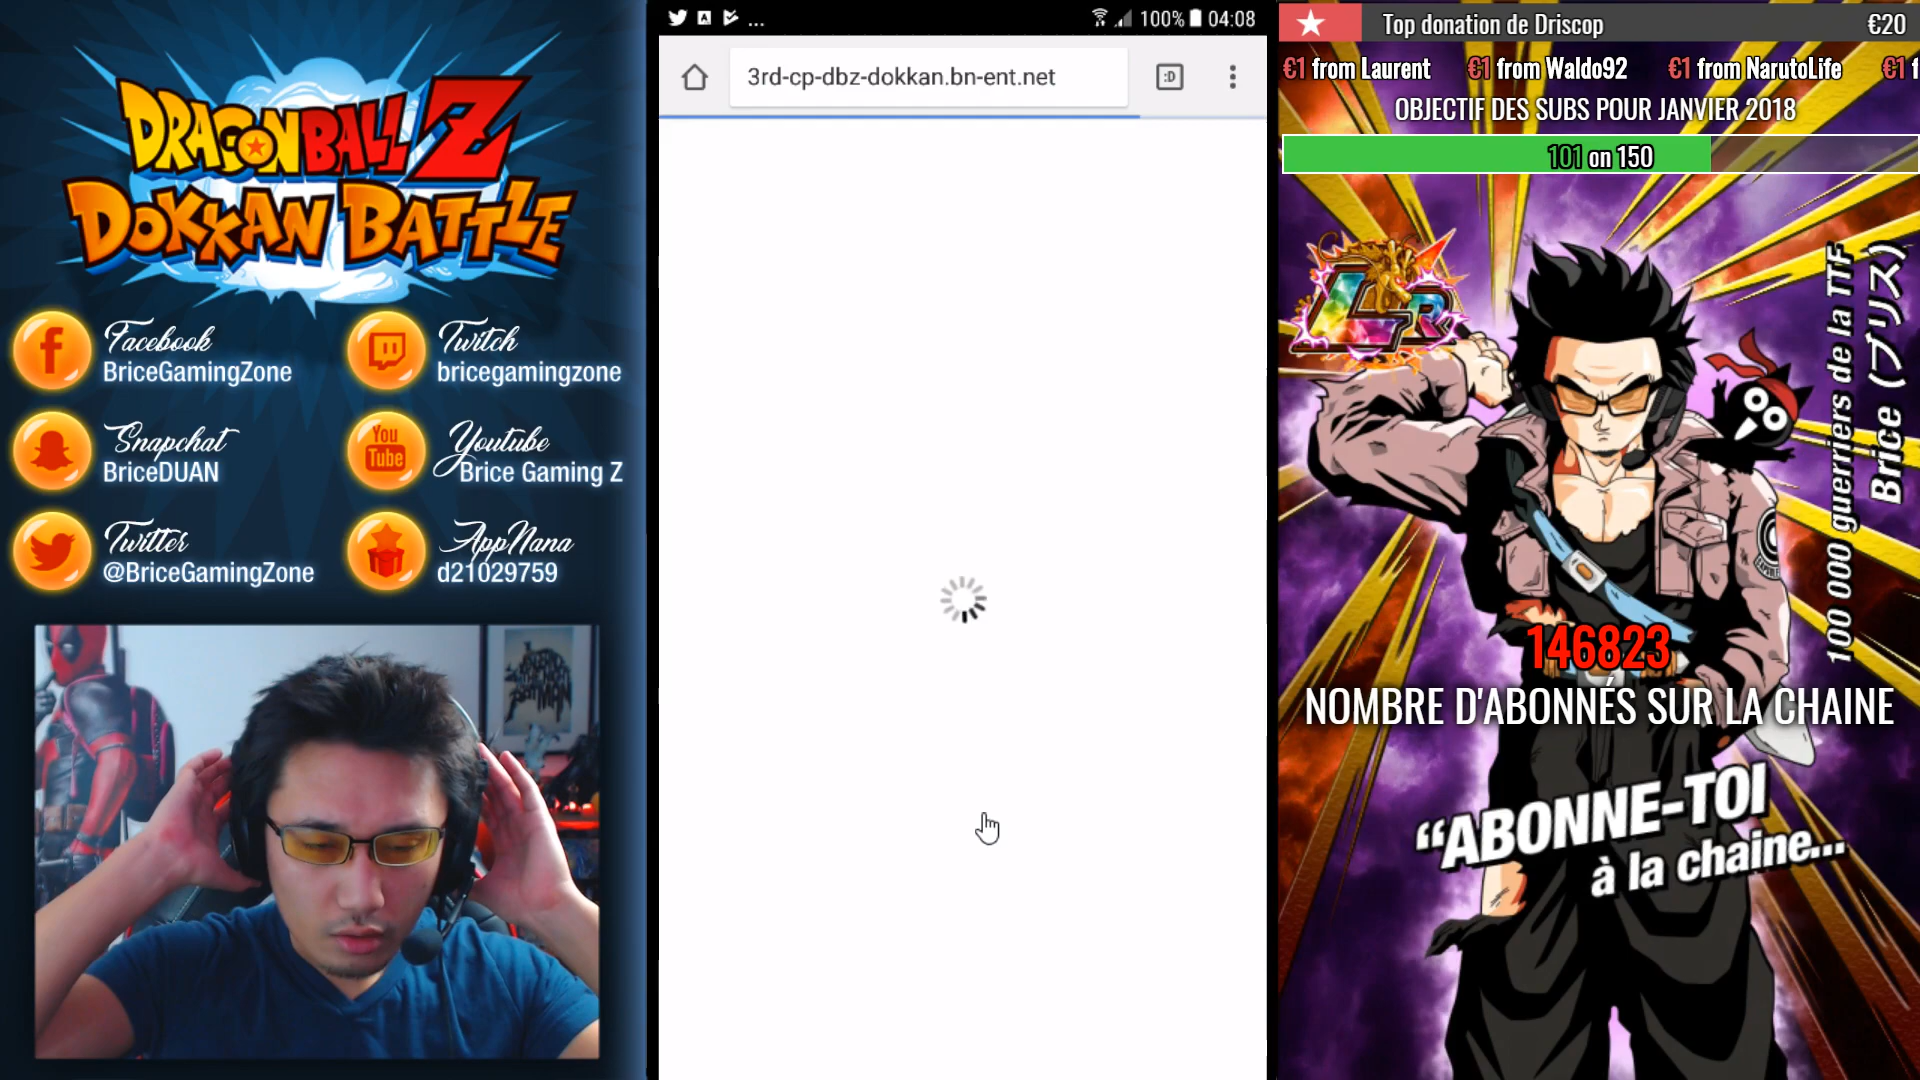 DRAGON BALL Z
DOKKAN BATTLE
Facebook
BriceGamingZone
Twitch
bricegamingzone
Snapchat
BriceDUAN
You
Tube
Youtube
Brice Gaming Z
Twitter
@BriceGamingZone
AppNana
d21029759
... 100% 04:08
3rd-cp-dbz-dokkan.bn-ent.net
:D
Top donation de Driscop €20
€1 from Laurent €1 from Waldo92 €1 from NarutoLife €1 f
OBJECTIF DES SUBS POUR JANVIER 2018
101 on 150
LR
100 000 guerriers de la TTF
Brice (ブリス)
146823
NOMBRE D'ABONNÉS SUR LA CHAINE
“ABONNE-TOI
à la chaine...